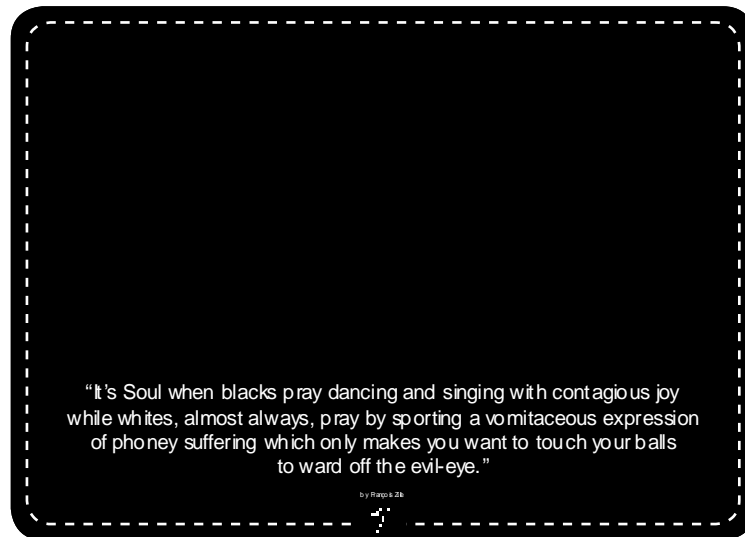 “It’s Soul when blacks pray dancing and singing with contagious joy
while whites, almost always, pray by sporting a vomitaceous expression
of phoney suffering which only makes you want to touch your balls
to ward off the evil-eye.”
by François